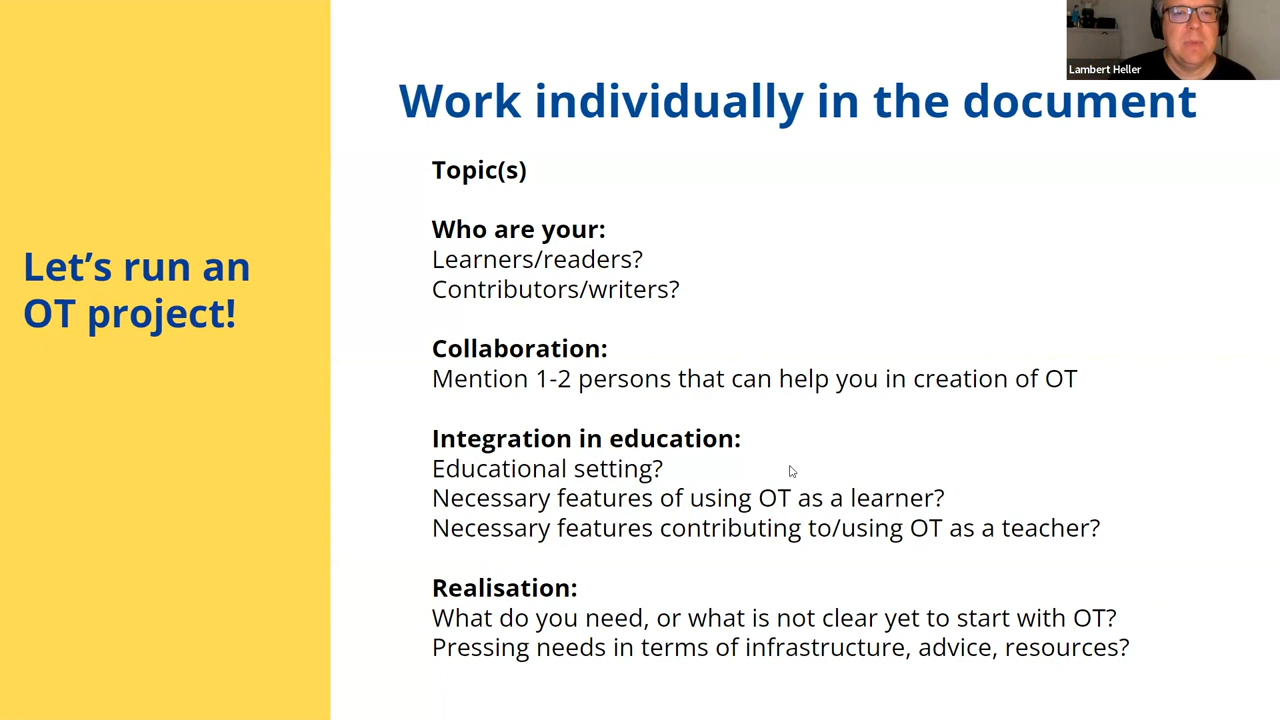 Lambert Heller
Work individually in the document
Let's run an
OT project!
Topic(s)
Who are your:
Learners/readers?
Contributors/writers?
Collaboration:
Mention 1-2 persons that can help you in creation of OT
Integration in education:
Educational setting?
Necessary features of using OT as a learner?
Necessary features contributing to/using OT as a teacher?
Realisation:
What do you need, or what is not clear yet to start with OT?
Pressing needs in terms of infrastructure, advice, resources?